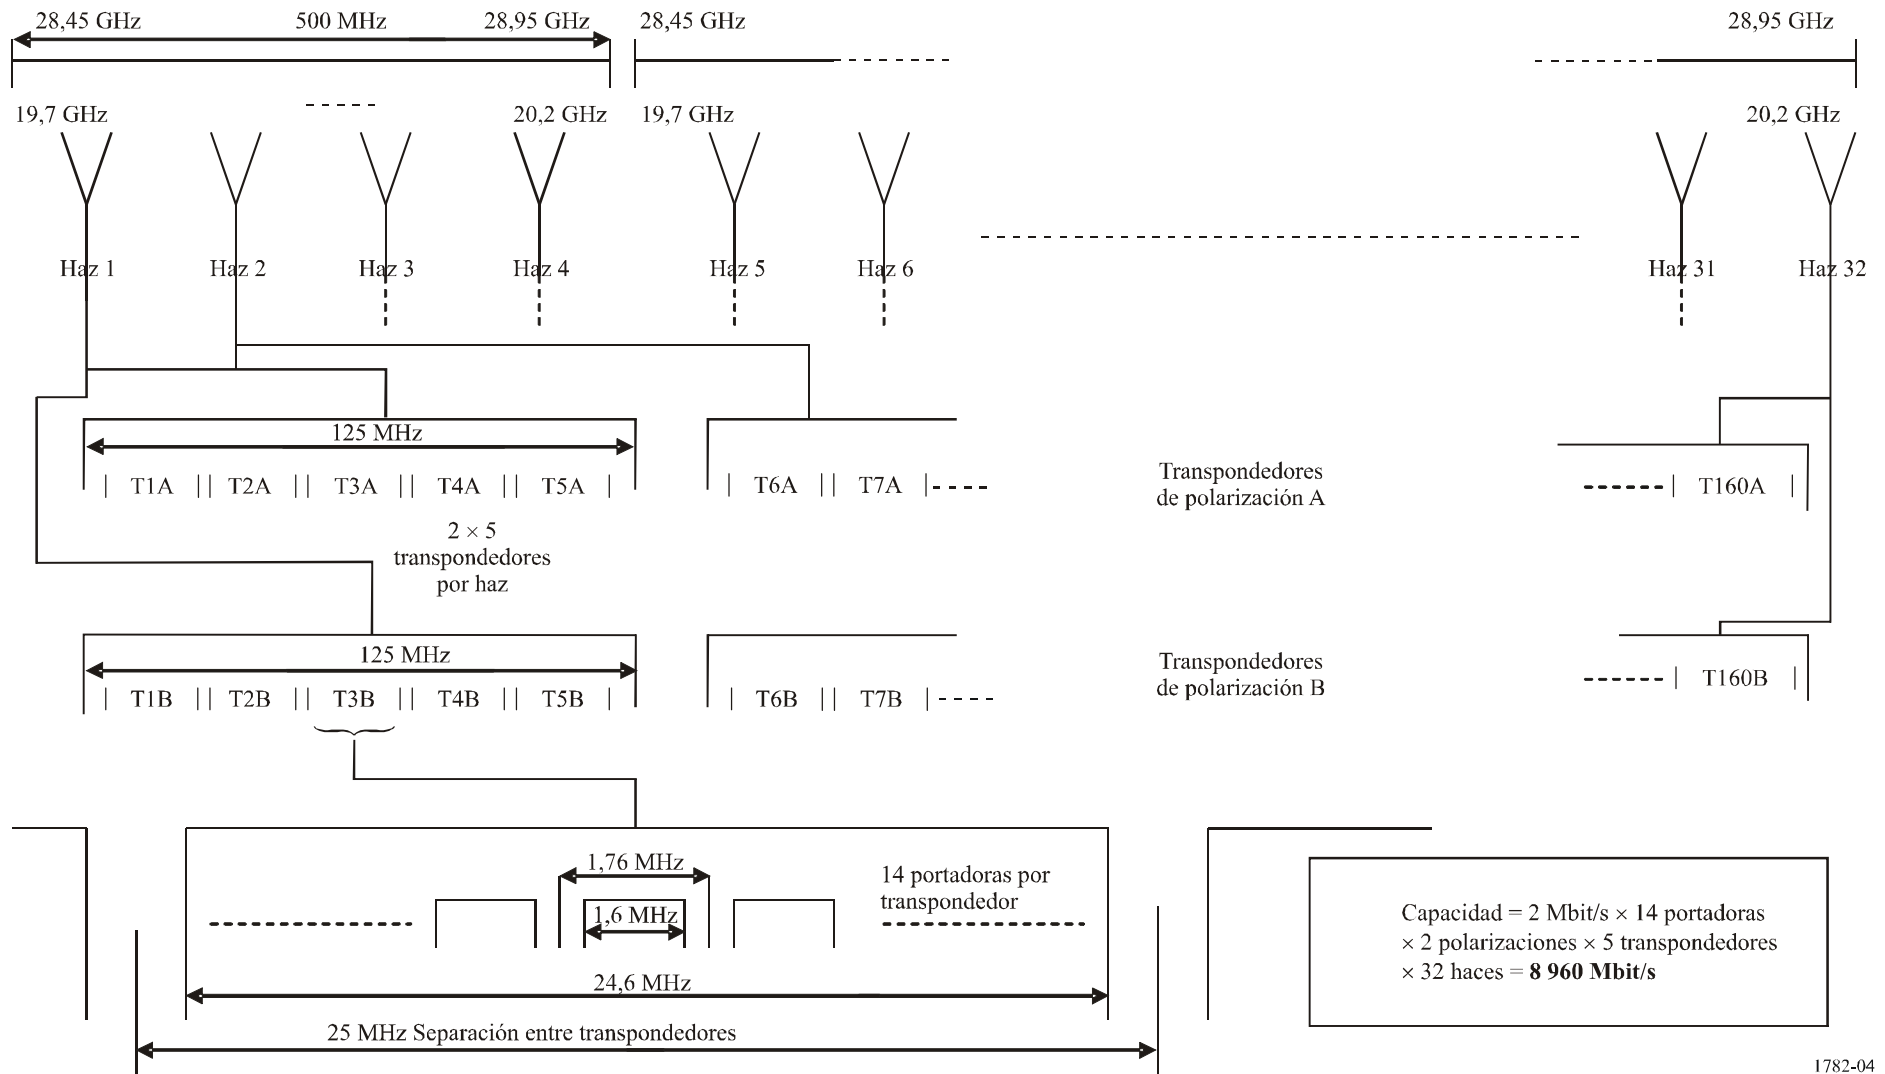 28,45 GHz 500 MHz 28,95 GHz 28,45 GHz 28,95 GHz
19,7 GHz 20,2 GHz 19,7 GHz 20,2 GHz
Haz 1 Haz 2 Haz 3 Haz 4 Haz 5 Haz 6 Haz 31 Haz 32
125 MHz
T1A T2A T3A T4A T5A T6A T7A T160A
Transpondedores
de polarización A
2 × 5
transpondedores
por haz
125 MHz
T1B T2B T3B T4B T5B T6B T7B T160B
Transpondedores
de polarización B
1,76 MHz
1,6 MHz
14 portadoras por
transpondedor
24,6 MHz
25 MHz Separación entre transpondedores
Capacidad = 2 Mbit/s × 14 portadoras
× 2 polarizaciones × 5 transpondedores
× 32 haces = 8 960 Mbit/s
1782-04